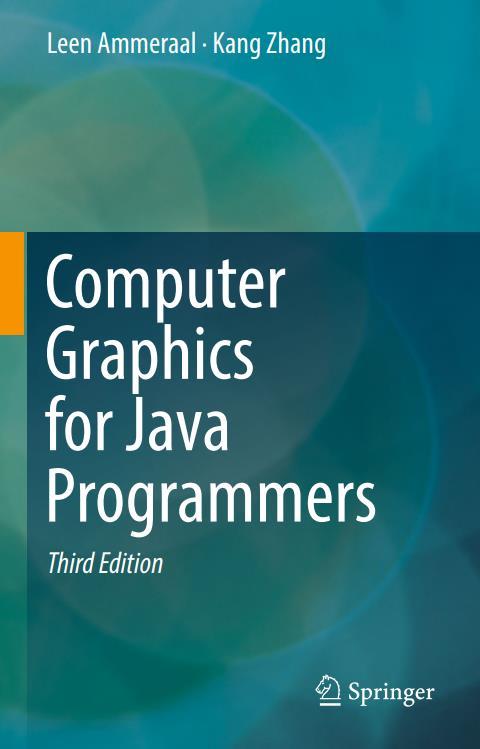 Leen Ammeraal · Kang Zhang
Computer
Graphics
for Java
Programmers
Third Edition
Springer